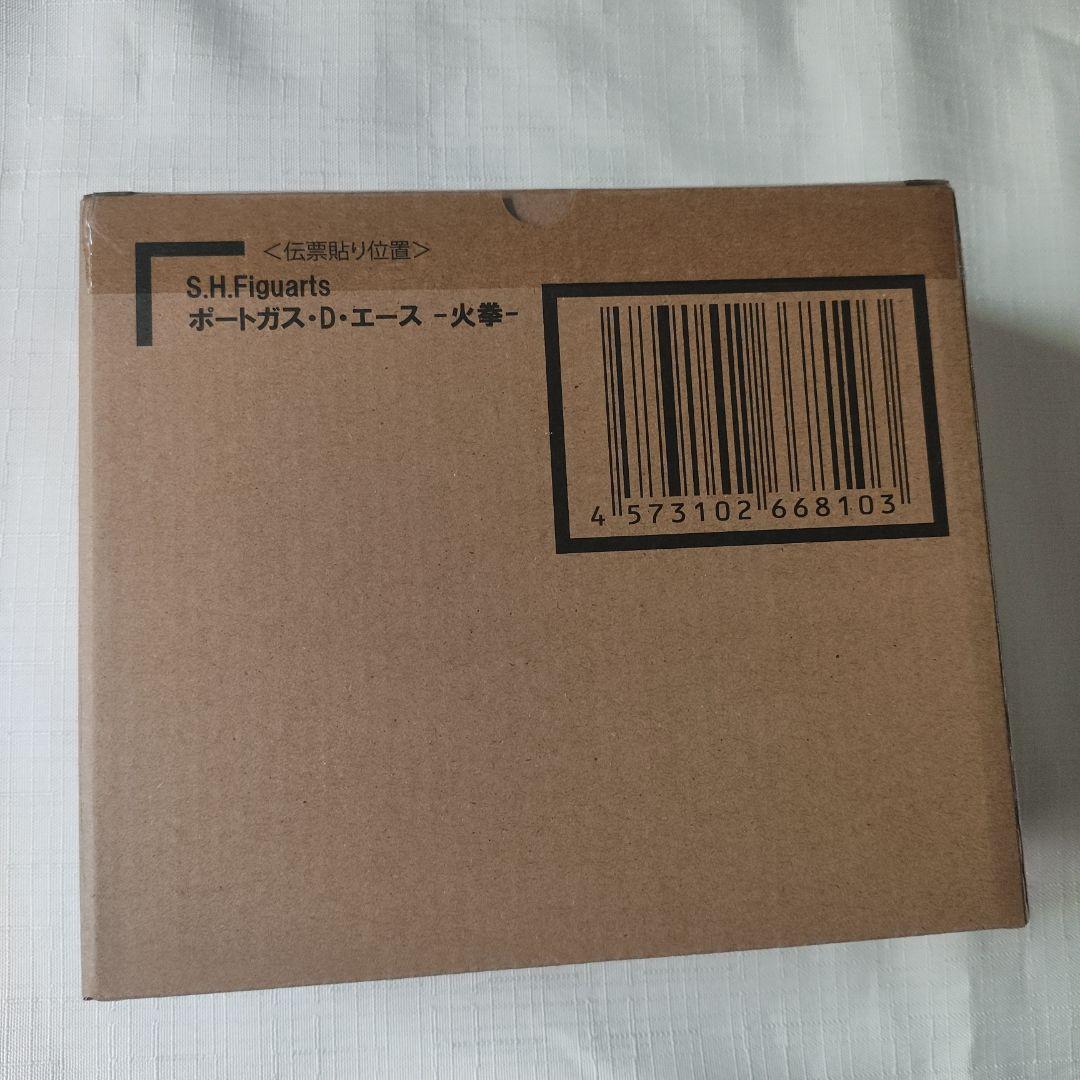 <伝票貼り位置>
S.H.Figuarts
ポートガス・D・エース -火拳-
4 573102 668103